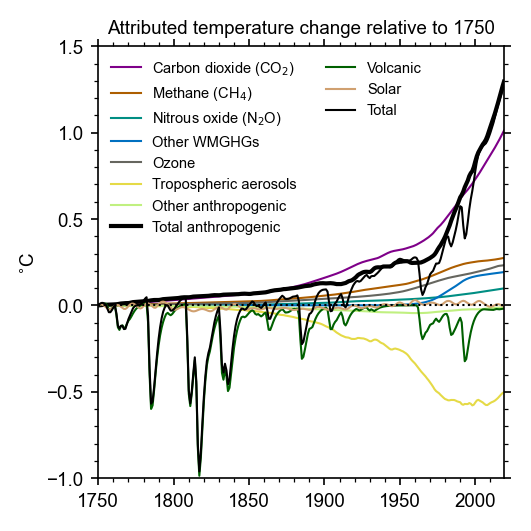 Attributed temperature change relative to 1750
1.5
1.0
0.5
0.0
−0.5
−1.0
°C
Carbon dioxide (CO₂)
Methane (CH₄)
Nitrous oxide (N₂O)
Other WMGHGs
Ozone
Tropospheric aerosols
Other anthropogenic
Total anthropogenic
Volcanic
Solar
Total
1750 1800 1850 1900 1950 2000